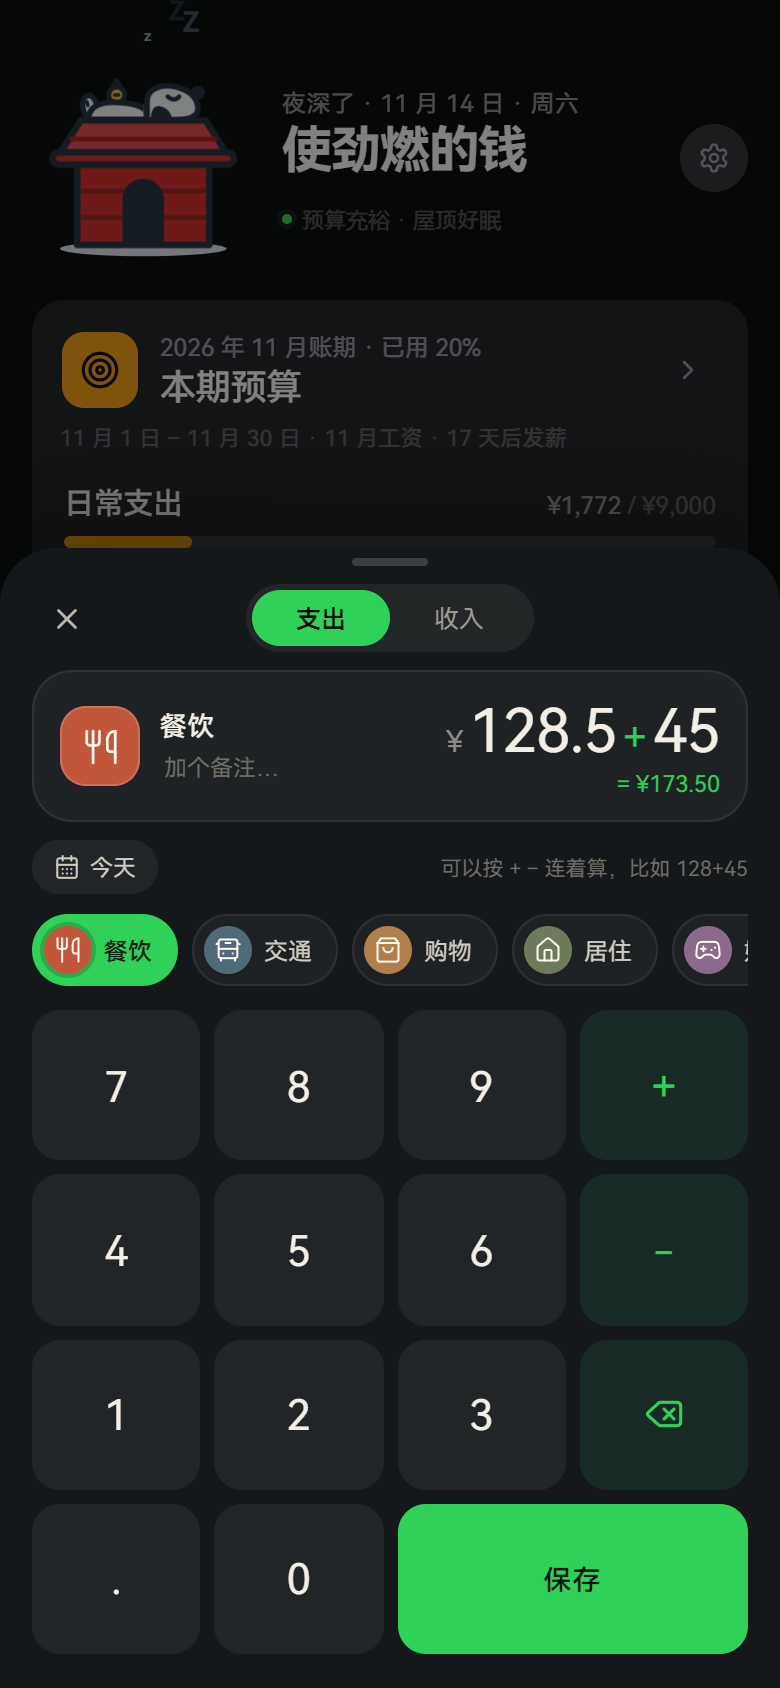 z Z Z
夜深了 · 11 月 14 日 · 周六
使劲燃的钱
预算充裕 · 屋顶好眠
2026 年 11 月账期 · 已用 20%
本期预算
11 月 1 日 – 11 月 30 日 · 11 月工资 · 17 天后发薪
日常支出 ¥1,772 / ¥9,000
支出 收入
餐饮
¥ 128.5+45
加个备注…
= ¥173.50
今天 可以按 + − 连着算，比如 128+45
餐饮 交通 购物 居住
7 8 9 +
4 5 6 −
1 2 3
. 0 保存